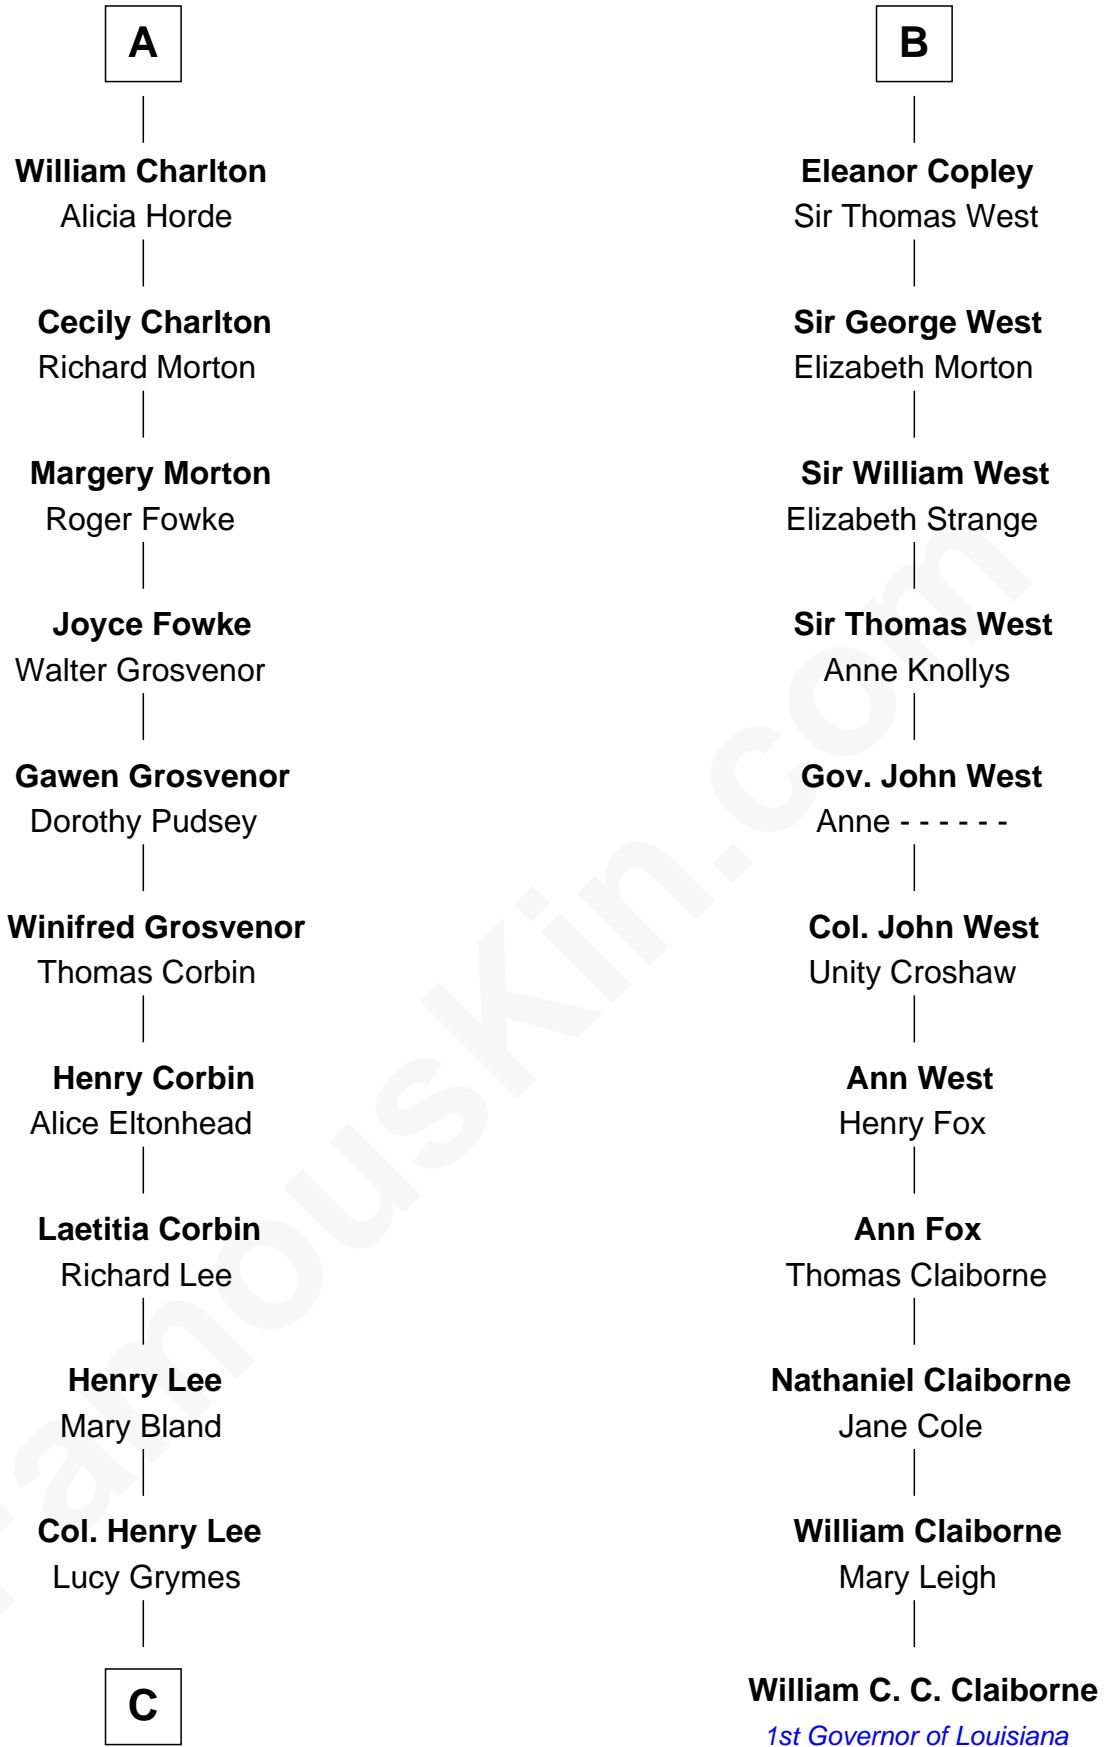 A
William Charlton
Alicia Horde
Cecily Charlton
Richard Morton
Margery Morton
Roger Fowke
Joyce Fowke
Walter Grosvenor
Gawen Grosvenor
Dorothy Pudsey
Winifred Grosvenor
Thomas Corbin
Henry Corbin
Alice Eltonhead
Laetitia Corbin
Richard Lee
Henry Lee
Mary Bland
Col. Henry Lee
Lucy Grymes
C
B
Eleanor Copley
Sir Thomas West
Sir George West
Elizabeth Morton
Sir William West
Elizabeth Strange
Sir Thomas West
Anne Knollys
Gov. John West
Anne - - - - - -
Col. John West
Unity Croshaw
Ann West
Henry Fox
Ann Fox
Thomas Claiborne
Nathaniel Claiborne
Jane Cole
William Claiborne
Mary Leigh
William C. C. Claiborne
1st Governor of Louisiana
FamousKin.com